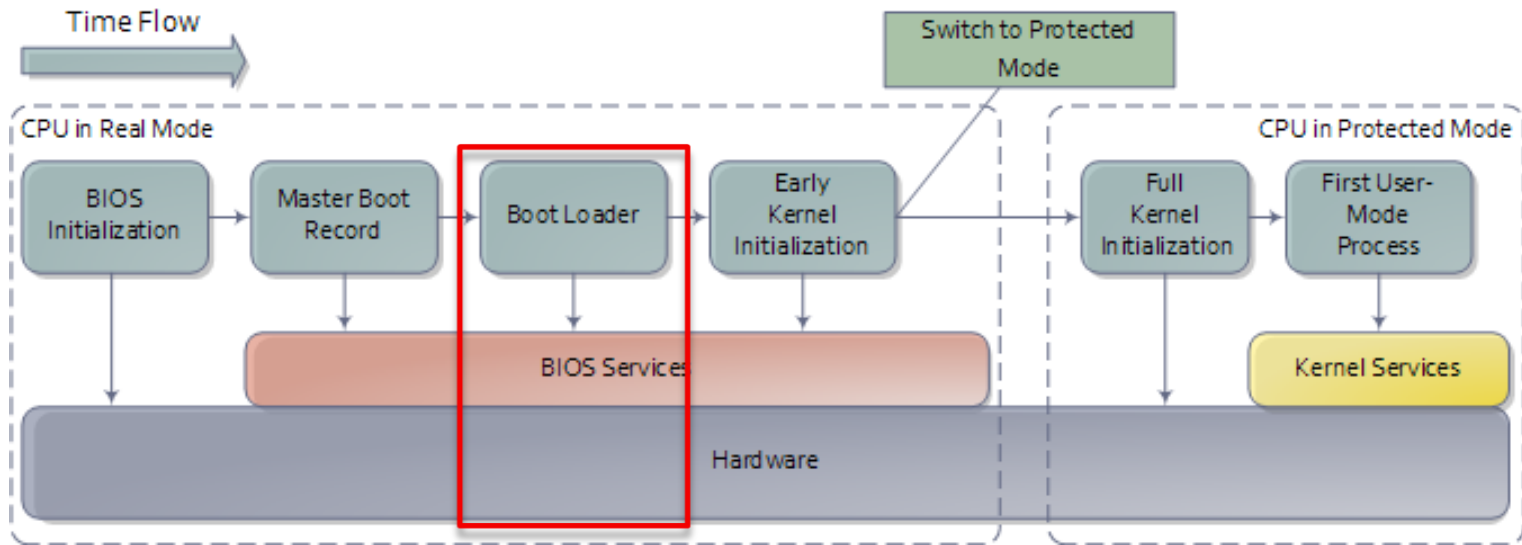 Time Flow
Switch to Protected
Mode
CPU in Real Mode
CPU in Protected Mode
BIOS
Initialization
Master Boot
Record
Boot Loader
Early
Kernel
Initialization
Full
Kernel
Initialization
First User-
Mode
Process
BIOS Services
Kernel Services
Hardware